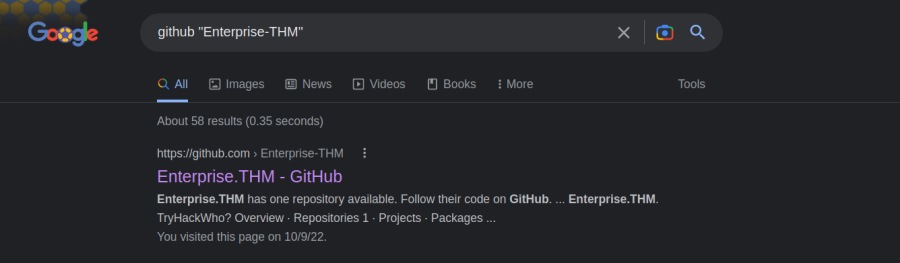 Google
github "Enterprise-THM"
All Images News Videos Books More Tools
About 58 results (0.35 seconds)
https://github.com › Enterprise-THM
Enterprise.THM - GitHub
Enterprise.THM has one repository available. Follow their code on GitHub. ... Enterprise.THM.
TryHackWho? Overview · Repositories 1 · Projects · Packages ...
You visited this page on 10/9/22.